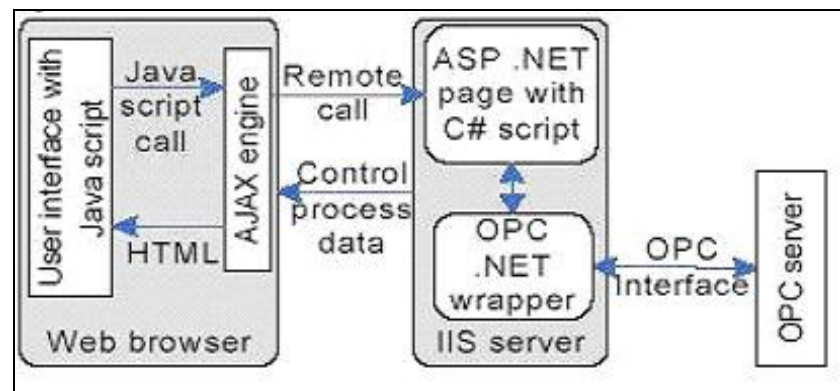 User interface with
Java script
Java
script
call
HTML
AJAX engine
Web browser
Remote
call
Control
process
data
ASP .NET
page with
C# script
OPC
.NET
wrapper
IIS server
OPC
Interface
OPC server